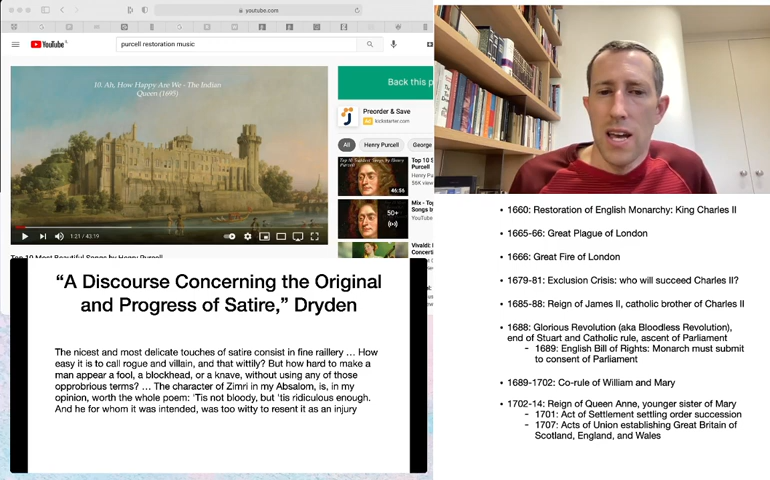 youtube.com
YouTube
purcell restoration music
10. Ah, How Happy Are We - The Indian
Queen (1695)
1:21 / 43:19
Top 10 Most Beautiful Songs by Henry Purcell
Back this p
Preorder & Save
Ad kickstarter.com
All
Henry Purcell
George
Top 10 S
by Henry
Henry Pu
56K view
46:56
Mix - Top
Songs by
YouTube
50+
Vivaldi:
Concert
“A Discourse Concerning the Original
and Progress of Satire,” Dryden
The nicest and most delicate touches of satire consist in fine raillery … How
easy it is to call rogue and villain, and that wittily? But how hard to make a
man appear a fool, a blockhead, or a knave, without using any of those
opprobrious terms? … The character of Zimri in my Absalom, is, in my
opinion, worth the whole poem: ‘Tis not bloody, but ‘tis ridiculous enough.
And he for whom it was intended, was too witty to resent it as an injury
• 1660: Restoration of English Monarchy: King Charles II
• 1665-66: Great Plague of London
• 1666: Great Fire of London
• 1679-81: Exclusion Crisis: who will succeed Charles II?
• 1685-88: Reign of James II, catholic brother of Charles II
• 1688: Glorious Revolution (aka Bloodless Revolution),
end of Stuart and Catholic rule, ascent of Parliament
- 1689: English Bill of Rights: Monarch must submit
to consent of Parliament
• 1689-1702: Co-rule of William and Mary
• 1702-14: Reign of Queen Anne, younger sister of Mary
- 1701: Act of Settlement settling order succession
- 1707: Acts of Union establishing Great Britain of
Scotland, England, and Wales